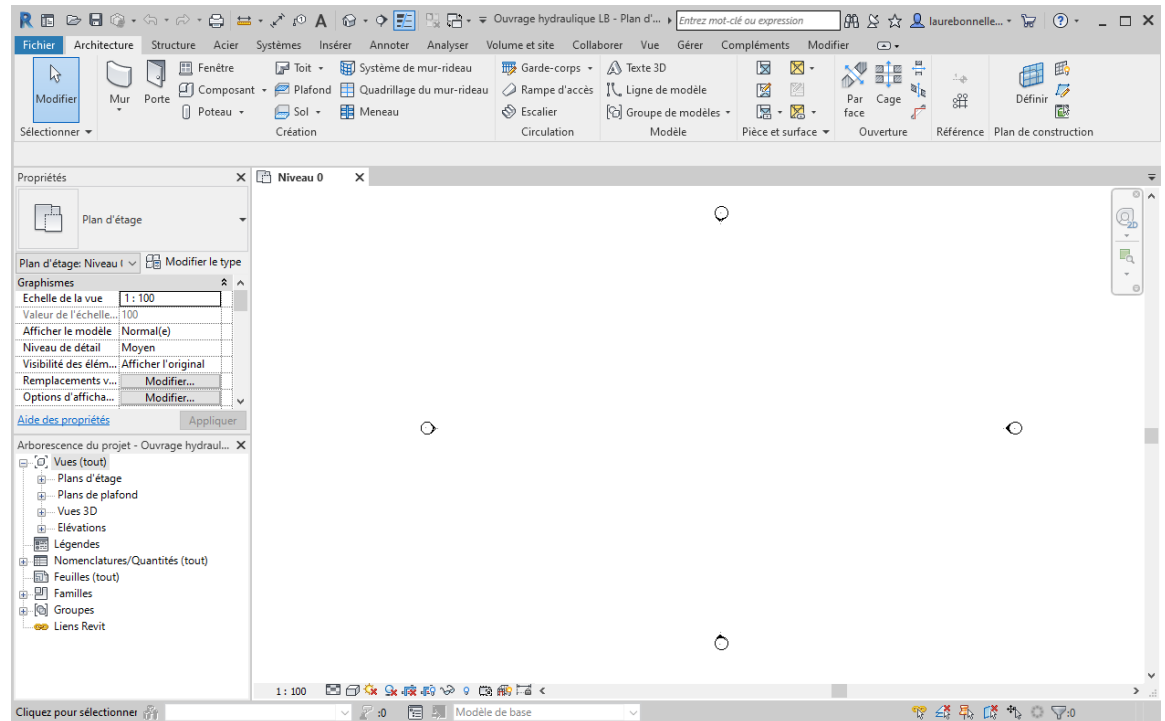 Ouvrage hydraulique LB - Plan d'... Entrez mot-clé ou expression laurebonnelle...
Fichier Architecture Structure Acier Systèmes Insérer Annoter Analyser Volume et site Collaborer Vue Gérer Compléments Modifier
Modifier Mur Porte Fenêtre Toit Système de mur-rideau Garde-corps Texte 3D Par face Cage Définir
Composant Plafond Quadrillage du mur-rideau Rampe d'accès Ligne de modèle
Poteau Sol Meneau Escalier Groupe de modèles
Sélectionner Création Circulation Modèle Pièce et surface Ouverture Référence Plan de construction
Propriétés Niveau 0
Plan d'étage
2D
Plan d'étage: Niveau Modifier le type
Graphismes
Echelle de la vue 1 : 100
Valeur de l'échelle... 100
Afficher le modèle Normal(e)
Niveau de détail Moyen
Visibilité des élém... Afficher l'original
Remplacements v... Modifier...
Options d'afficha... Modifier...
Aide des propriétés Appliquer
Arborescence du projet - Ouvrage hydraul...
Vues (tout)
Plans d'étage
Plans de plafond
Vues 3D
Elévations
Légendes
Nomenclatures/Quantités (tout)
Feuilles (tout)
Familles
Groupes
Liens Revit
1 : 100
Cliquez pour sélectionner :0 Modèle de base :0